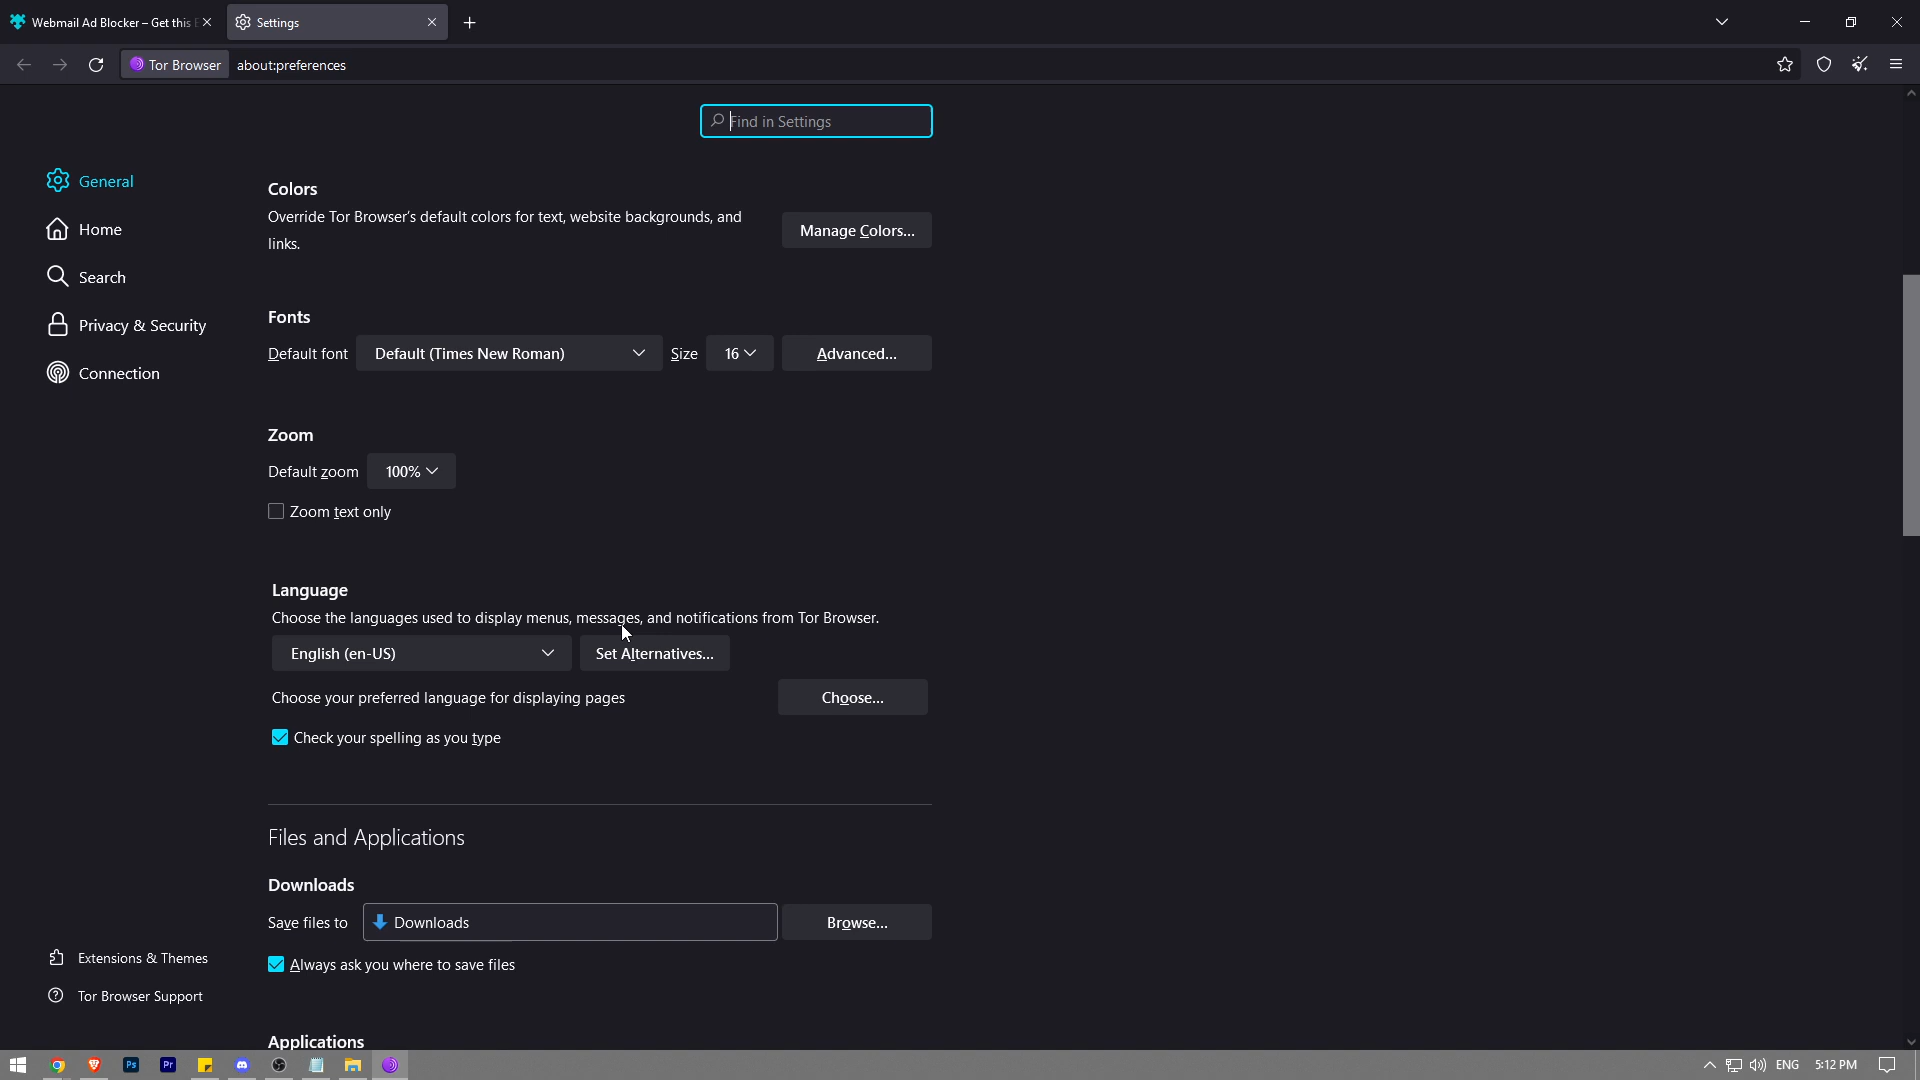 Webmail Ad Blocker – Get this
Settings
Tor Browser
about:preferences
Find in Settings
General
Home
Search
Privacy & Security
Connection
Colors
Override Tor Browser's default colors for text, website backgrounds, and
links.
Manage Colors...
Fonts
Default font
Default (Times New Roman)
Size
16
Advanced...
Zoom
Default zoom
100%
Zoom text only
Language
Choose the languages used to display menus, messages, and notifications from Tor Browser.
English (en-US)
Set Alternatives...
Choose your preferred language for displaying pages
Choose...
Check your spelling as you type
Files and Applications
Downloads
Save files to
Downloads
Browse...
Always ask you where to save files
Applications
Extensions & Themes
Tor Browser Support
Ps
Pr
ENG
5:12 PM